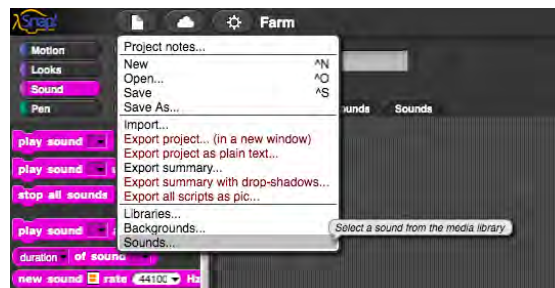 Snap! Farm
Motion
Looks
Sound
Pen
Project notes...
New ^N
Open... ^O
Save ^S
Save As...
Import...
Export project... (in a new window)
Export project as plain text...
Export summary...
Export summary with drop-shadows...
Export all scripts as pic...
Libraries...
Backgrounds...
Sounds...
Select a sound from the media library
Sounds
play sound
play sound
stop all sounds
play sound
duration of
new sound rate 44100 Hz